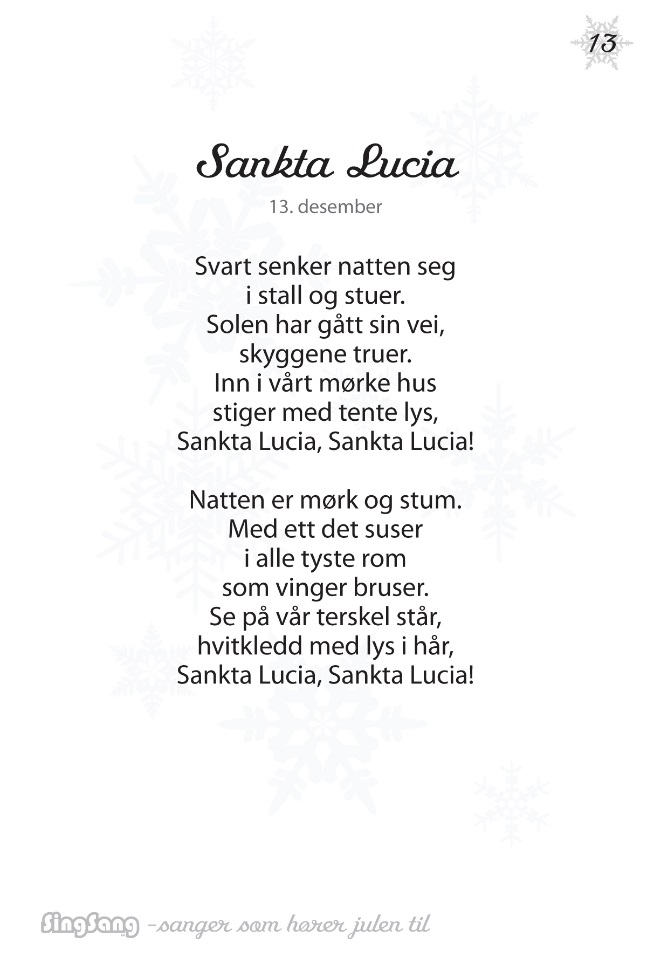 13
Sankta Lucia
13. desember
Svart senker natten seg
i stall og stuer.
Solen har gått sin vei,
skyggene truer.
Inn i vårt mørke hus
stiger med tente lys,
Sankta Lucia, Sankta Lucia!
Natten er mørk og stum.
Med ett det suser
i alle tyste rom
som vinger bruser.
Se på vår terskel står,
hvitkledd med lys i hår,
Sankta Lucia, Sankta Lucia!
SingSang -sanger som hører julen til